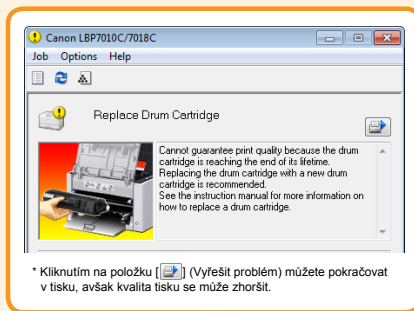 Canon LBP7010C/7018C
Job Options Help
Replace Drum Cartridge
Cannot guarantee print quality because the drum
cartridge is reaching the end of its lifetime.
Replacing the drum cartridge with a new drum
cartridge is recommended.
See the instruction manual for more information on
how to replace a drum cartridge.
* Kliknutím na položku [ ] (Vyřešit problém) můžete pokračovat
v tisku, avšak kvalita tisku se může zhoršit.